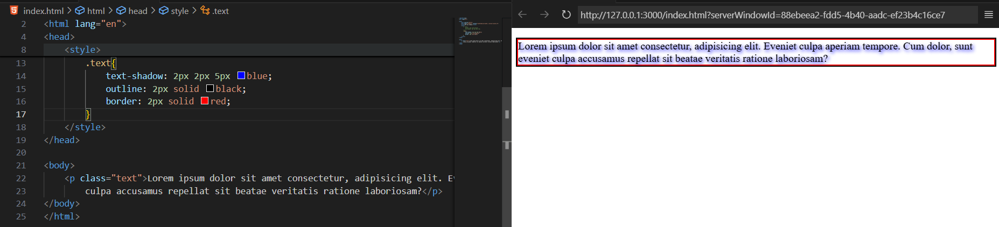 index.html > html > head > style > .text
2 <html lang="en">
4 <head>
8 <style>
13 .text{
14 text-shadow: 2px 2px 5px blue;
15 outline: 2px solid black;
16 border: 2px solid red;
17 }
18 </style>
19 </head>
20
21 <body>
22 <p class="text">Lorem ipsum dolor sit amet consectetur, adipisicing elit. Ev
23 culpa accusamus repellat sit beatae veritatis ratione laboriosam?</p>
24 </body>
25 </html>
http://127.0.0.1:3000/index.html?serverWindowId=88ebeea2-fdd5-4b40-aadc-ef23b4c16ce7
Lorem ipsum dolor sit amet consectetur, adipisicing elit. Eveniet culpa aperiam tempore. Cum dolor, sunt
eveniet culpa accusamus repellat sit beatae veritatis ratione laboriosam?